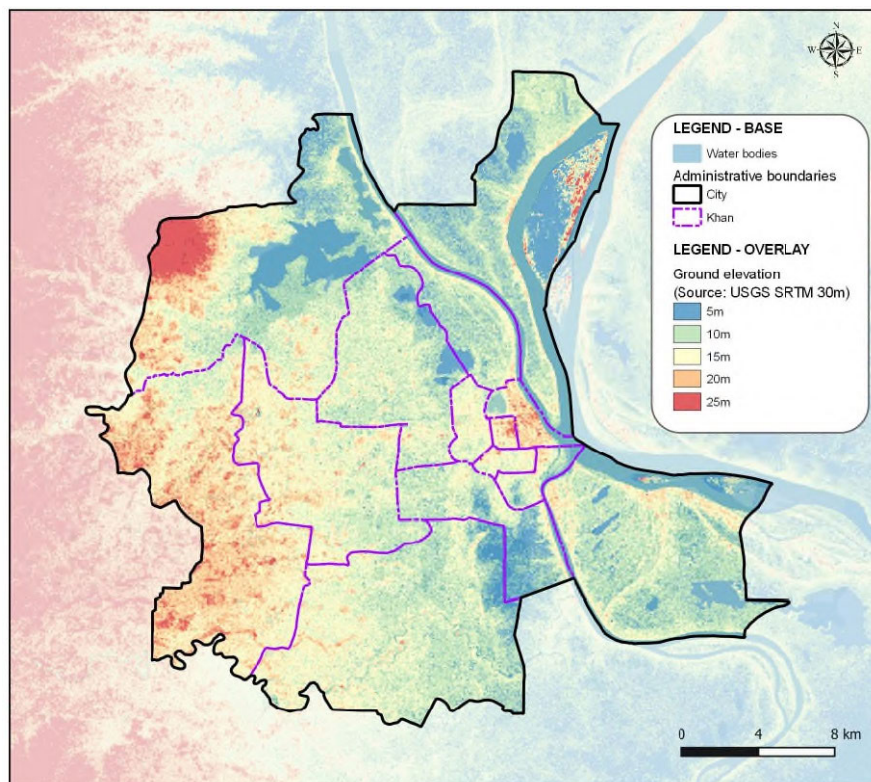 N
W E
S
LEGEND - BASE
Water bodies
Administrative boundaries
City
Khan
LEGEND - OVERLAY
Ground elevation
(Source: USGS SRTM 30m)
5m
10m
15m
20m
25m
0 4 8 km